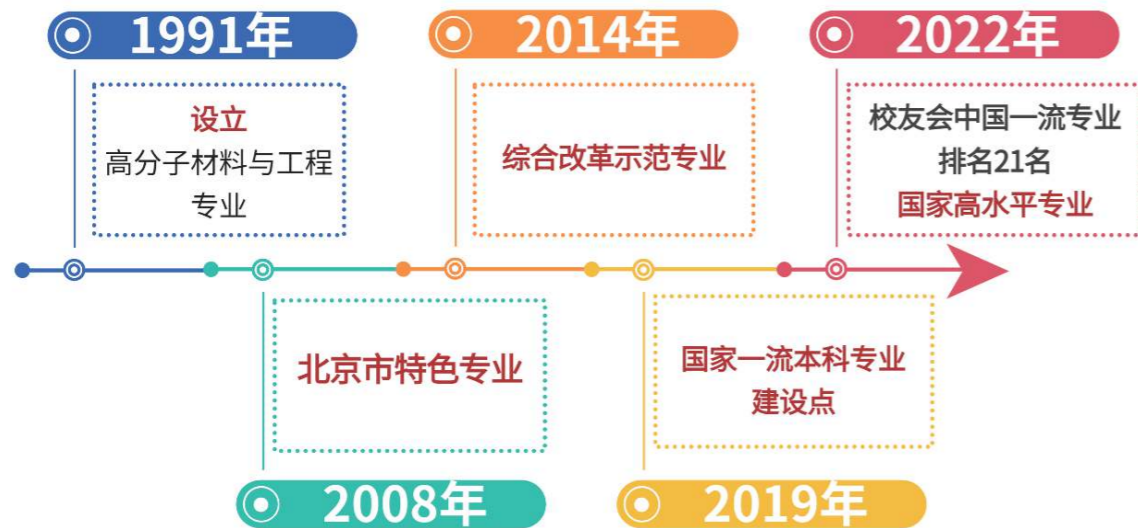 1991年
设立
高分子材料与工程
专业
2008年
北京市特色专业
2014年
综合改革示范专业
2019年
国家一流本科专业
建设点
2022年
校友会中国一流专业
排名21名
国家高水平专业